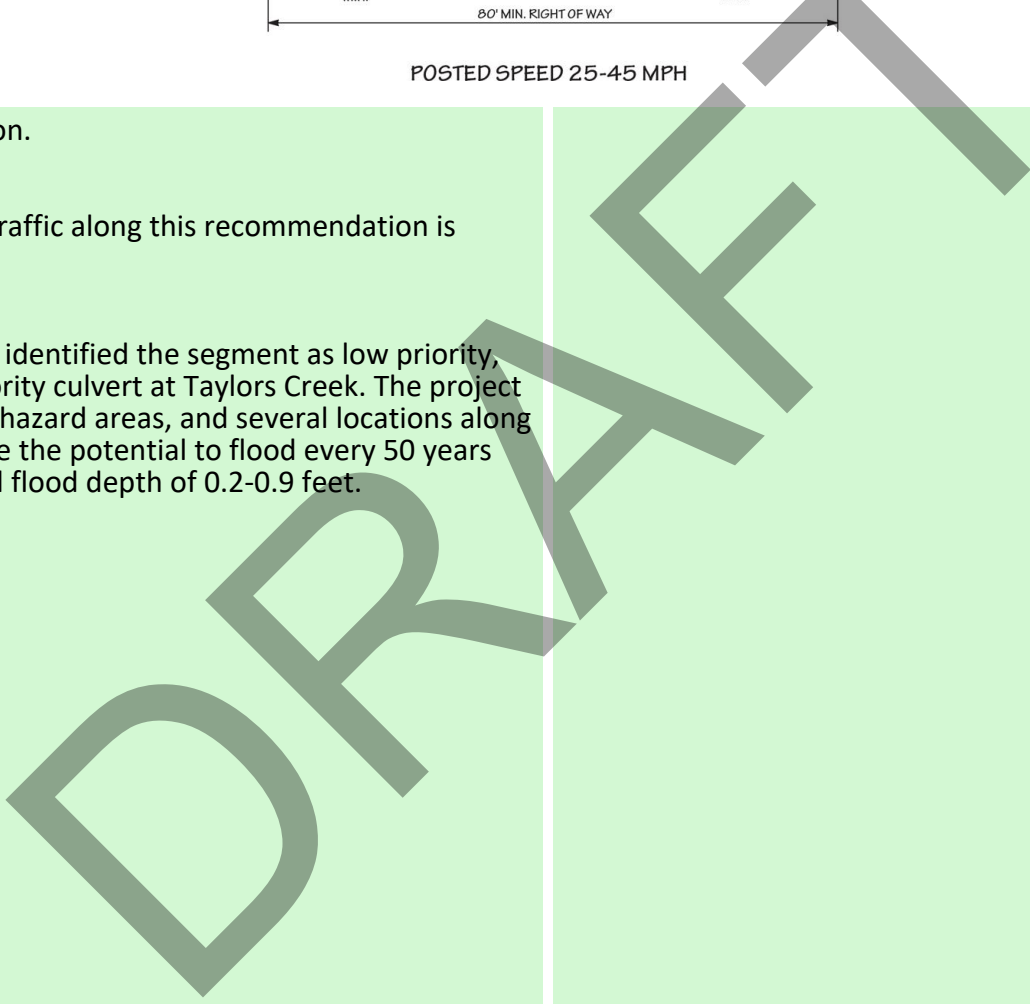 80' MIN. RIGHT OF WAY
POSTED SPEED 25-45 MPH
on.
raffic along this recommendation is
identified the segment as low priority,
ority culvert at Taylors Creek. The project
hazard areas, and several locations along
e the potential to flood every 50 years
flood depth of 0.2-0.9 feet.
DRAFT